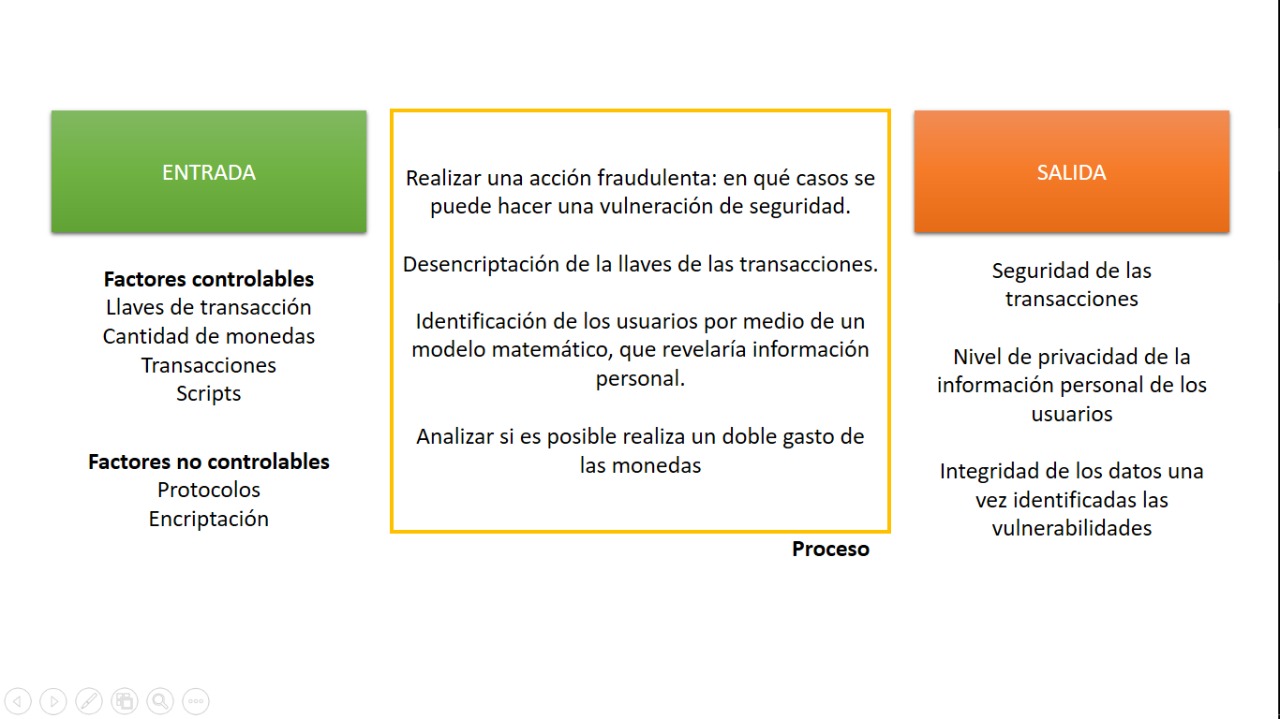 ENTRADA
Factores controlables
Llaves de transacción
Cantidad de monedas
Transacciones
Scripts
Factores no controlables
Protocolos
Encriptación
Realizar una acción fraudulenta: en qué casos se
puede hacer una vulneración de seguridad.
Desencriptación de la llaves de las transacciones.
Identificación de los usuarios por medio de un
modelo matemático, que revelaría información
personal.
Analizar si es posible realiza un doble gasto de
las monedas
Proceso
SALIDA
Seguridad de las
transacciones
Nivel de privacidad de la
información personal de los
usuarios
Integridad de los datos una
vez identificadas las
vulnerabilidades